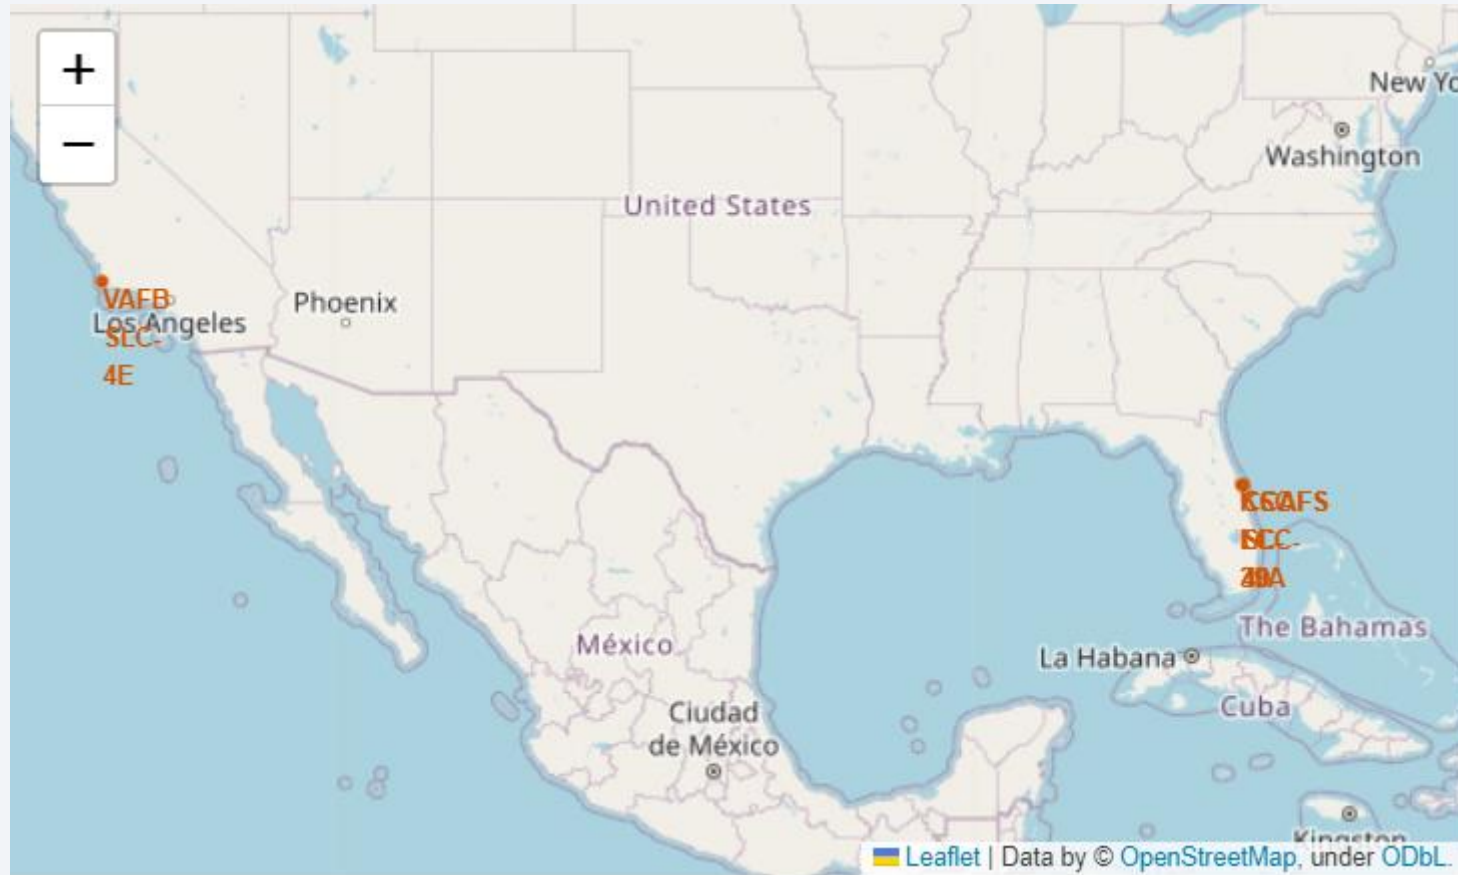 +
−
New Yo
Washington
United States
VAFB
SLC-
4E
Los Angeles
Phoenix
México
Ciudad
de México
La Habana
The Bahamas
Cuba
Kingston
Leaflet | Data by © OpenStreetMap, under ODbL.